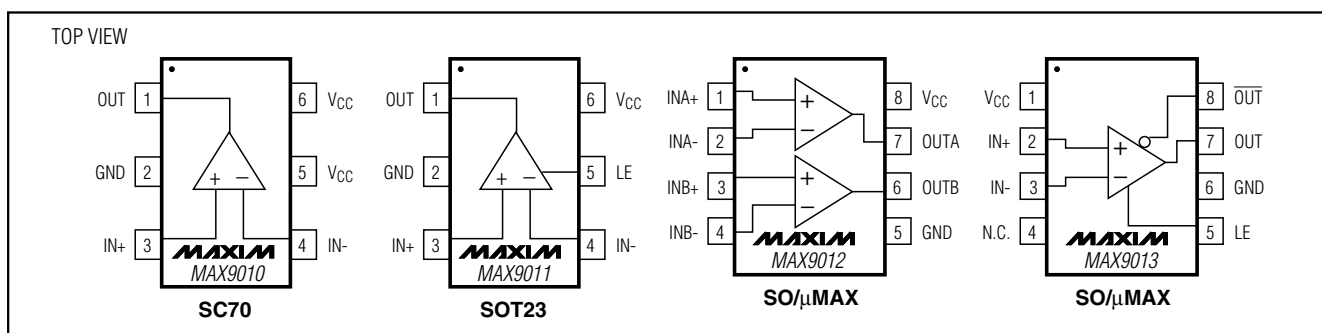 TOP VIEW
OUT 1 6 VCC
GND 2 5 VCC
IN+ 3 4 IN-
+ −
MAXIM
MAX9010
SC70
OUT 1 6 VCC
GND 2 5 LE
IN+ 3 4 IN-
+ −
MAXIM
MAX9011
SOT23
INA+ 1 8 VCC
INA- 2 7 OUTA
INB+ 3 6 OUTB
INB- 4 5 GND
+
−
+
−
MAXIM
MAX9012
SO/μMAX
VCC 1 8 O̅U̅T̅
IN+ 2 7 OUT
IN- 3 6 GND
N.C. 4 5 LE
+
−
MAXIM
MAX9013
SO/μMAX